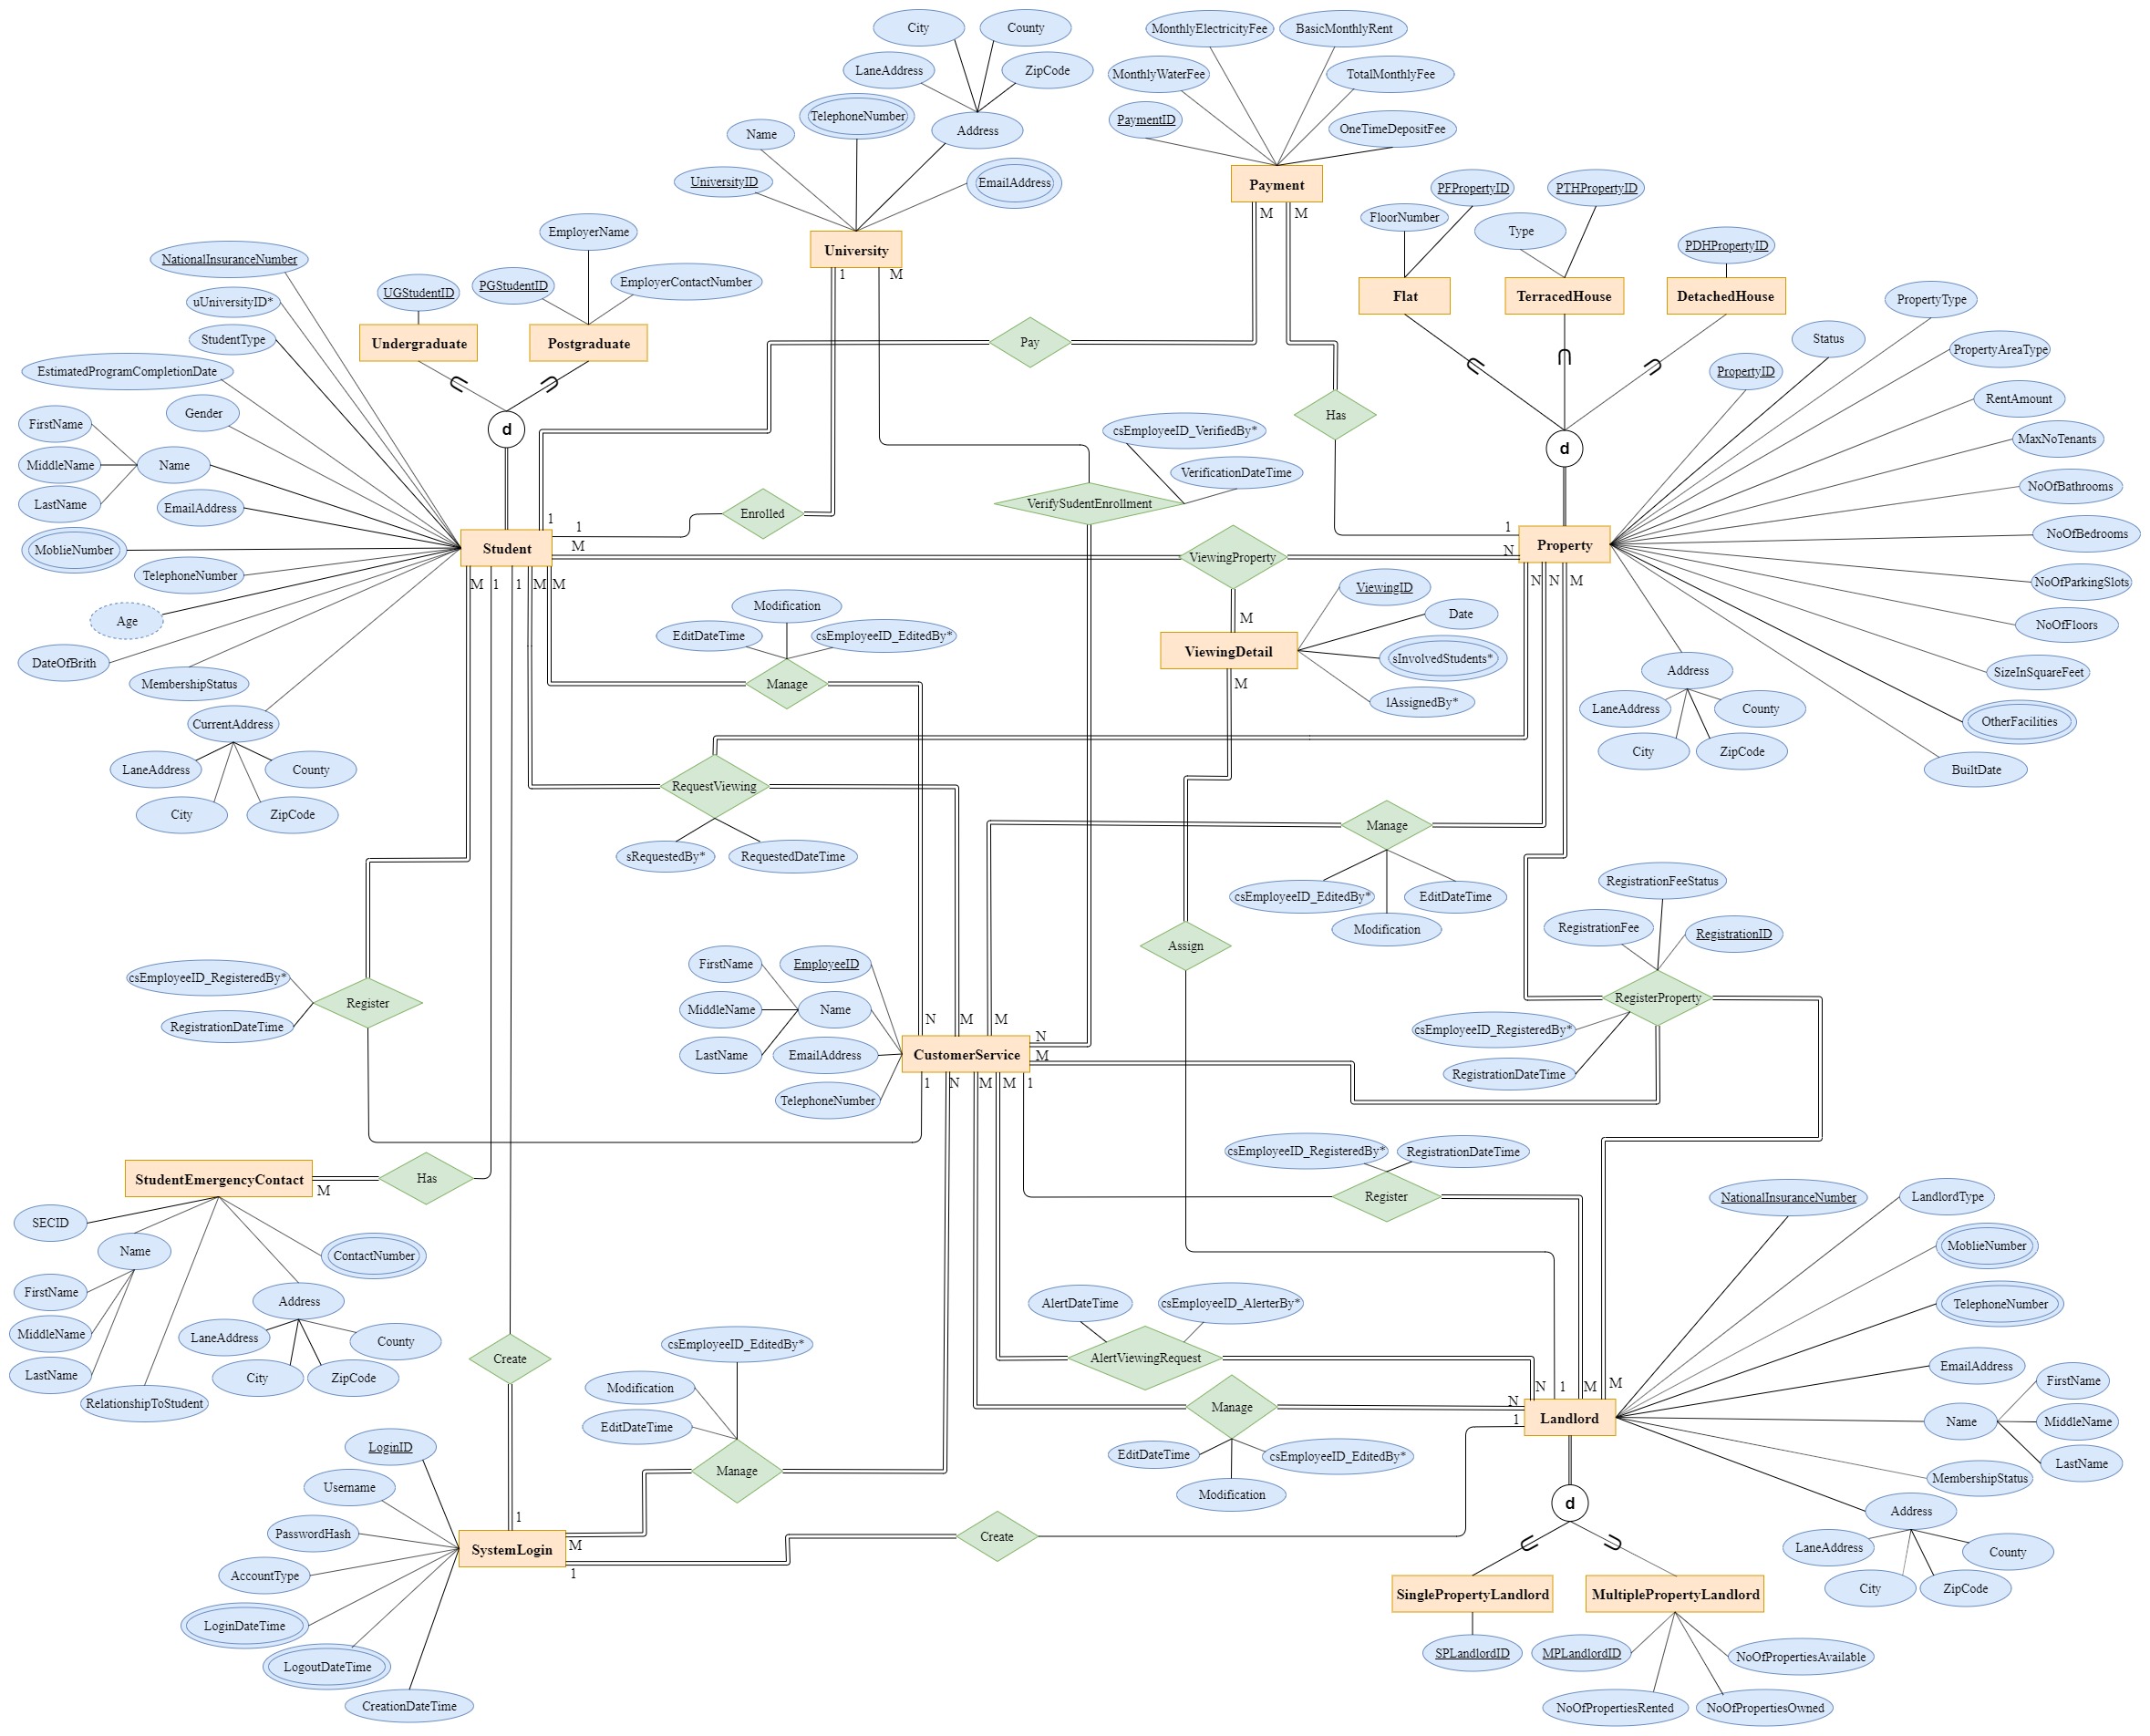 City
County
LaneAddress
ZipCode
TelephoneNumber
Name
Address
UniversityID
EmailAddress
University
1
M
MonthlyElectricityFee
BasicMonthlyRent
MonthlyWaterFee
TotalMonthlyFee
PaymentID
OneTimeDepositFee
Payment
M
M
PFPropertyID
PTHPropertyID
FloorNumber
Type
PDHPropertyID
Flat
TerracedHouse
DetachedHouse
d
NationalInsuranceNumber
uUniversityID*
StudentType
EstimatedProgramCompletionDate
Gender
FirstName
MiddleName
Name
LastName
EmailAddress
MoblieNumber
TelephoneNumber
Age
DateOfBrith
MembershipStatus
CurrentAddress
LaneAddress
County
City
ZipCode
EmployerName
UGStudentID
PGStudentID
EmployerContactNumber
Undergraduate
Postgraduate
d
Student
1
1
M
M
1
1
M
M
Pay
Has
Enrolled
csEmployeeID_VerifiedBy*
VerificationDateTime
VerifySudentEnrollment
ViewingProperty
M
PropertyType
Status
PropertyAreaType
PropertyID
RentAmount
MaxNoTenants
NoOfBathrooms
NoOfBedrooms
NoOfParkingSlots
NoOfFloors
SizeInSquareFeet
OtherFacilities
BuiltDate
Address
LaneAddress
County
City
ZipCode
Property
1
N
N
N
M
ViewingID
Date
sInvolvedStudents*
lAssignedBy*
ViewingDetail
M
Modification
EditDateTime
csEmployeeID_EditedBy*
Manage
RequestViewing
sRequestedBy*
RequestedDateTime
Manage
csEmployeeID_EditedBy*
EditDateTime
Modification
Assign
RegistrationFeeStatus
RegistrationFee
RegistrationID
RegisterProperty
csEmployeeID_RegisteredBy*
RegistrationDateTime
csEmployeeID_RegisteredBy*
Register
RegistrationDateTime
FirstName
EmployeeID
MiddleName
Name
LastName
EmailAddress
TelephoneNumber
CustomerService
N
M
M
N
M
1
N
M
M
1
csEmployeeID_RegisteredBy*
RegistrationDateTime
Register
StudentEmergencyContact
M
Has
SECID
Name
ContactNumber
FirstName
Address
MiddleName
LaneAddress
County
LastName
City
ZipCode
RelationshipToStudent
Create
AlertDateTime
csEmployeeID_AlerterBy*
AlertViewingRequest
Manage
EditDateTime
csEmployeeID_EditedBy*
Modification
csEmployeeID_EditedBy*
Modification
EditDateTime
Manage
LoginID
Username
PasswordHash
AccountType
LoginDateTime
LogoutDateTime
CreationDateTime
SystemLogin
1
M
1
Create
NationalInsuranceNumber
LandlordType
MoblieNumber
TelephoneNumber
EmailAddress
FirstName
Name
MiddleName
LastName
MembershipStatus
Address
LaneAddress
County
City
ZipCode
Landlord
N
1
M
M
N
1
d
SinglePropertyLandlord
MultiplePropertyLandlord
SPLandlordID
MPLandlordID
NoOfPropertiesAvailable
NoOfPropertiesRented
NoOfPropertiesOwned